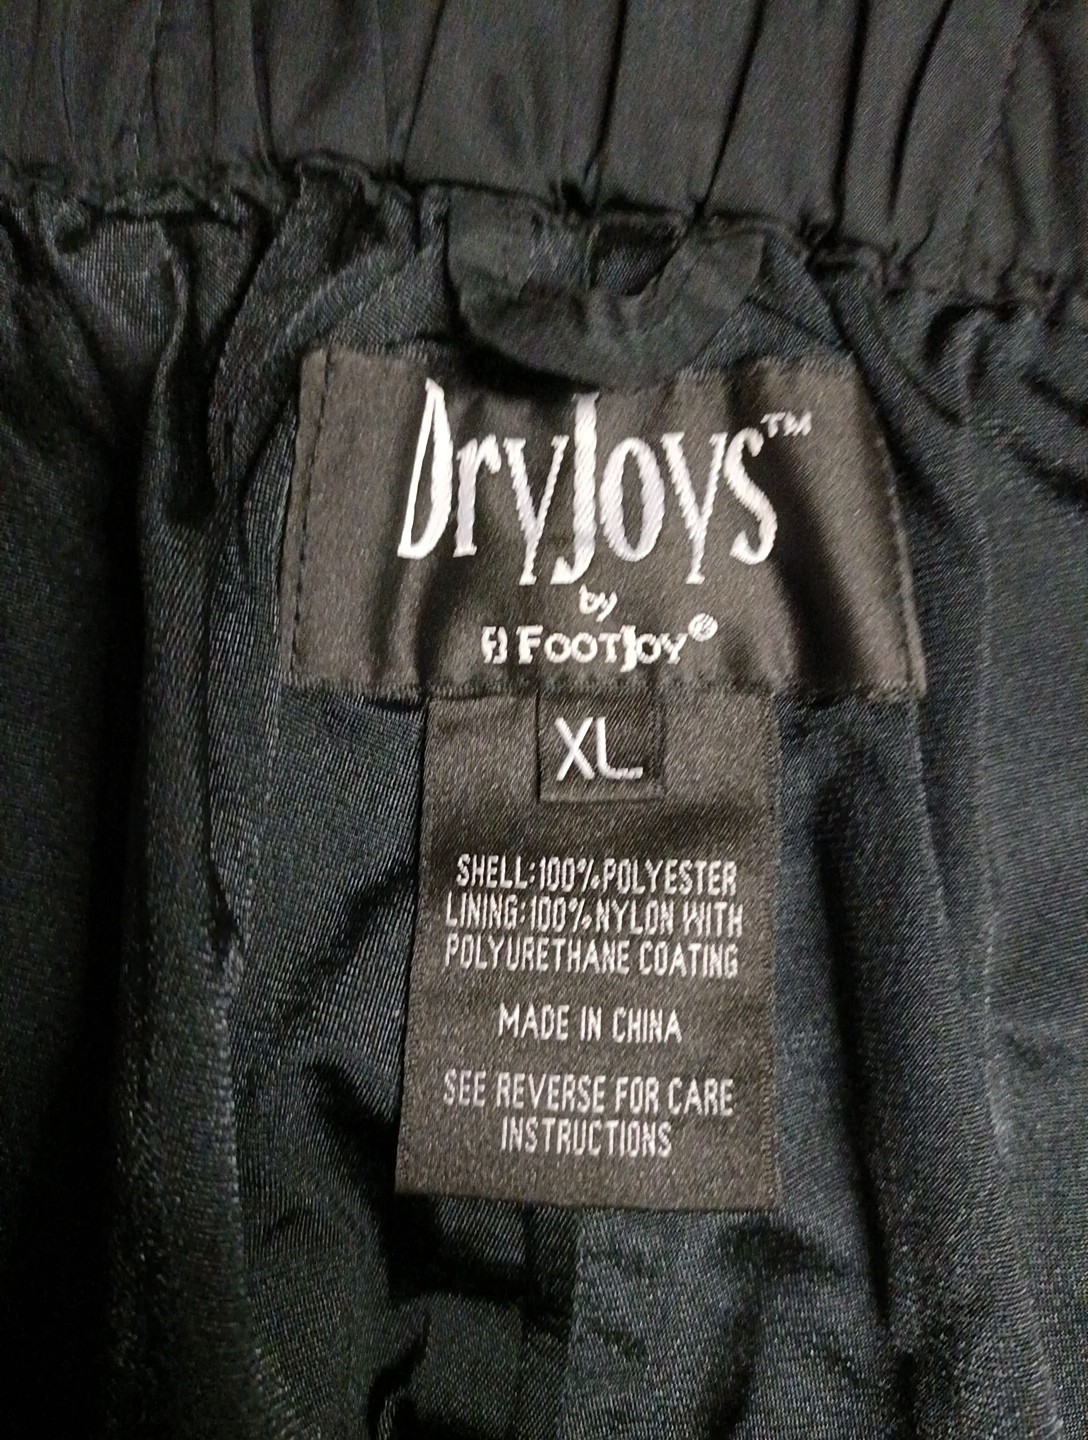 DryJoys™
by
FJ FootJoy®
XL
SHELL:100%POLYESTER
LINING:100%NYLON WITH
POLYURETHANE COATING
MADE IN CHINA
SEE REVERSE FOR CARE
INSTRUCTIONS